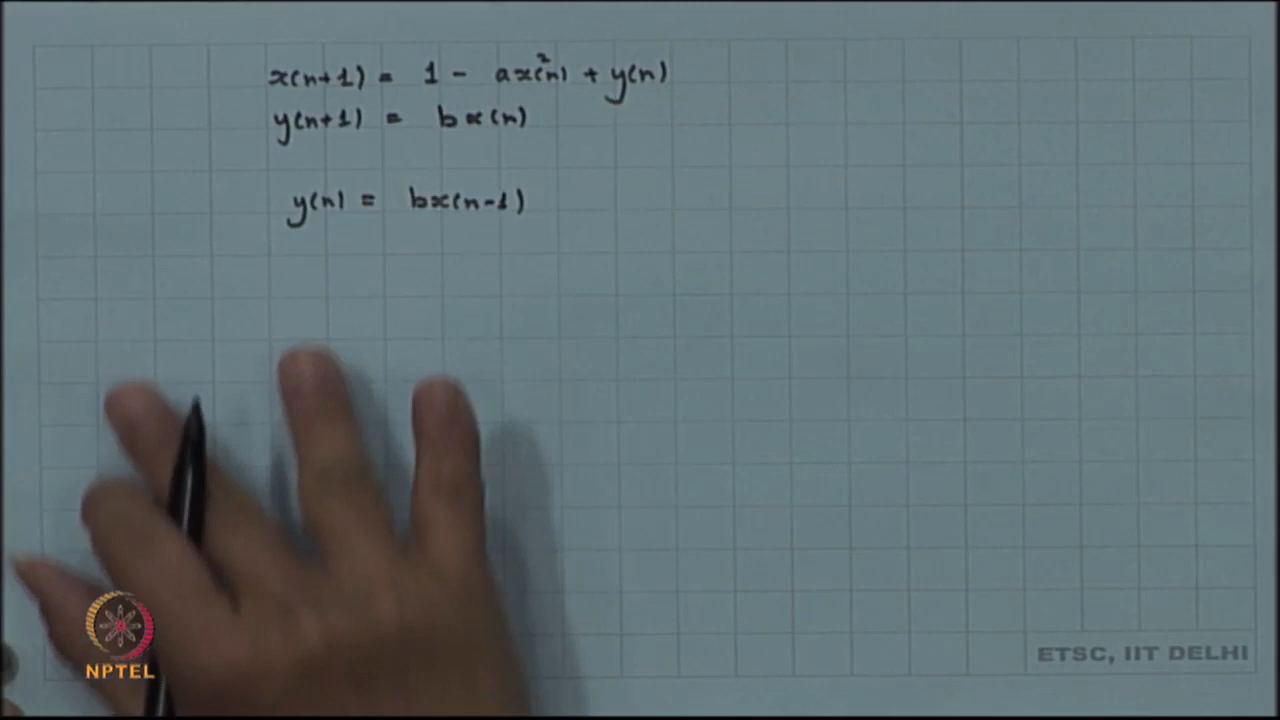 x(n+1) = 1 - ax²(n) + y(n)
y(n+1) = bx(n)
y(n) = bx(n-1)
NPTEL
ETSC, IIT DELHI